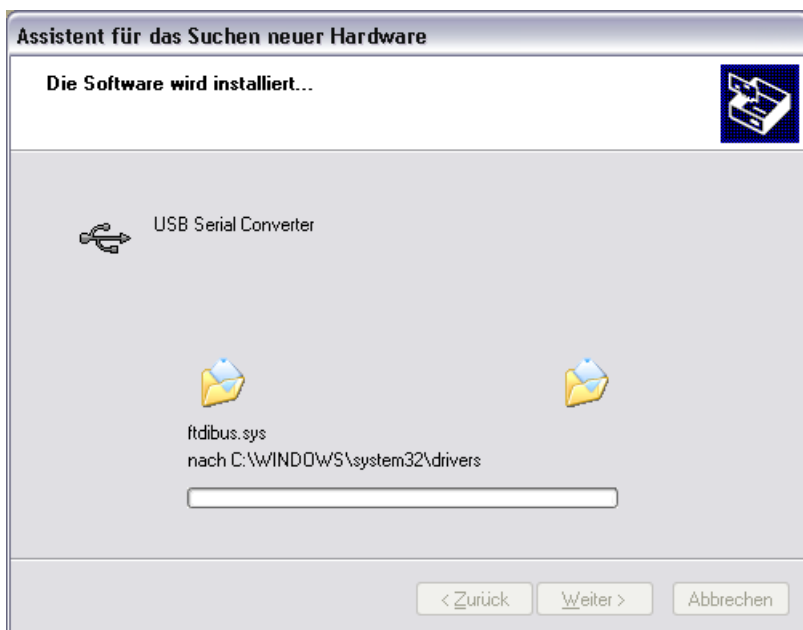 Assistent für das Suchen neuer Hardware
Die Software wird installiert...
USB Serial Converter
ftdibus.sys
nach C:\WINDOWS\system32\drivers
< Zurück
Weiter >
Abbrechen